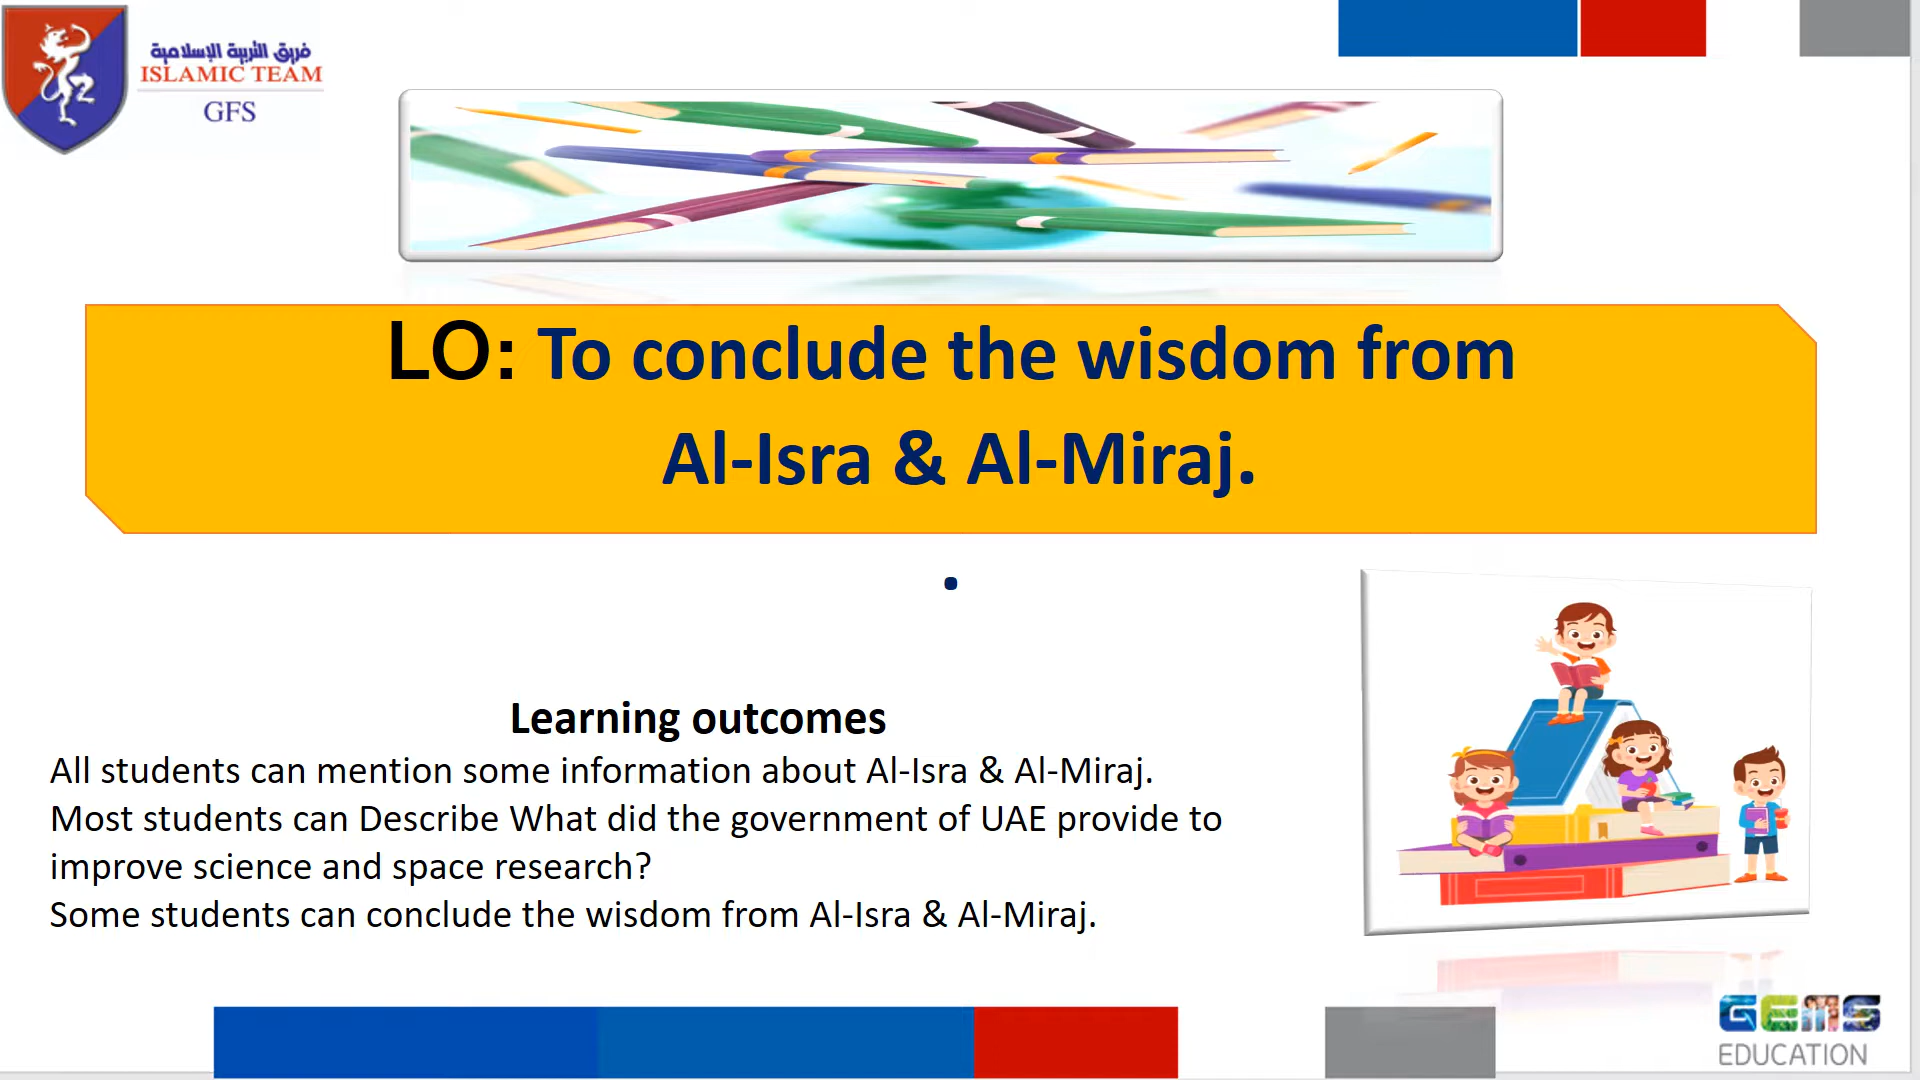 فريق التربية الإسلامية
ISLAMIC TEAM
GFS
LO: To conclude the wisdom from
Al-Isra & Al-Miraj.
.
Learning outcomes
All students can mention some information about Al-Isra & Al-Miraj.
Most students can Describe What did the government of UAE provide to
improve science and space research?
Some students can conclude the wisdom from Al-Isra & Al-Miraj.
GEMS
EDUCATION